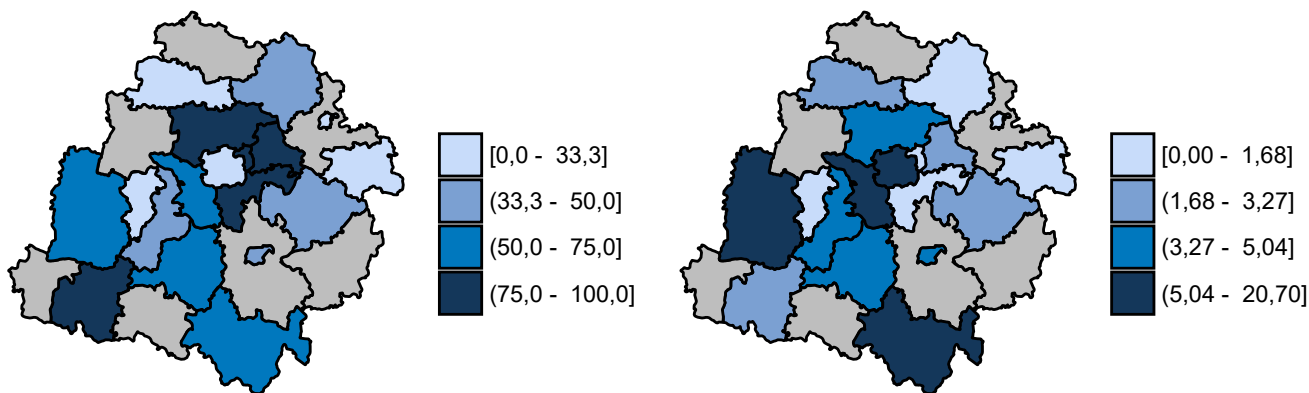 [0,0 - 33,3]
(33,3 - 50,0]
(50,0 - 75,0]
(75,0 - 100,0]
[0,00 - 1,68]
(1,68 - 3,27]
(3,27 - 5,04]
(5,04 - 20,70]